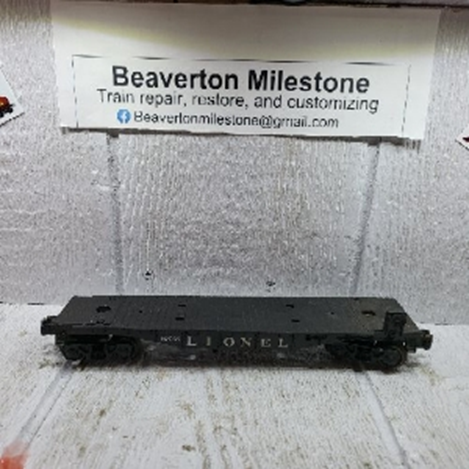 Beaverton Milestone
Train repair, restore, and customizing
Beavertonmilestone@gmail.com
LIONEL